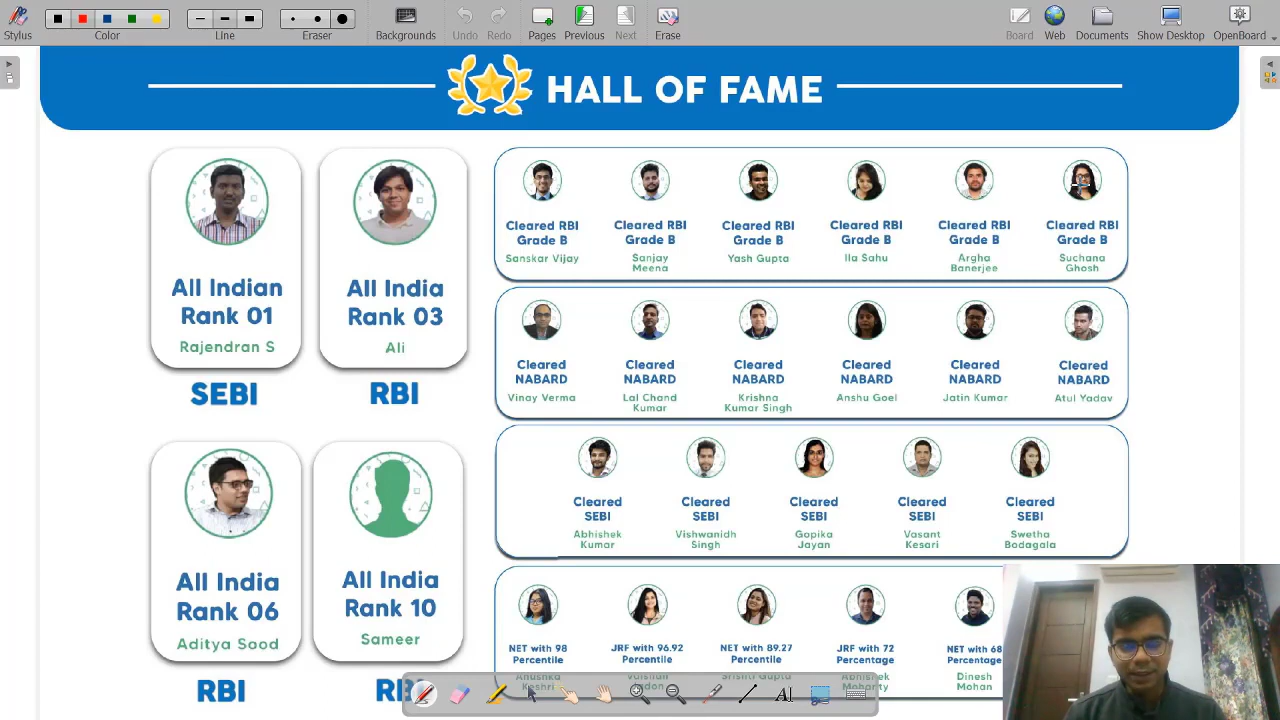 Stylus
Color
Line
Eraser
Backgrounds
Undo
Redo
Pages
Previous
Next
Erase
Board
Web
Documents
Show Desktop
OpenBoard
HALL OF FAME
All Indian
Rank 01
Rajendran S
SEBI
All India
Rank 03
Ali
RBI
Cleared RBI
Grade B
Sanskar Vijay
Cleared RBI
Grade B
Sanjay
Meena
Cleared RBI
Grade B
Yash Gupta
Cleared RBI
Grade B
Ila Sahu
Cleared RBI
Grade B
Argha
Banerjee
Cleared RBI
Grade B
Suchana
Ghosh
Cleared
NABARD
Vinay Verma
Cleared
NABARD
Lal Chand
Kumar
Cleared
NABARD
Krishna
Kumar Singh
Cleared
NABARD
Anshu Goel
Cleared
NABARD
Jatin Kumar
Cleared
NABARD
Atul Yadav
All India
Rank 06
Aditya Sood
RBI
All India
Rank 10
Sameer
Cleared
SEBI
Abhishek
Kumar
Cleared
SEBI
Vishwanidh
Singh
Cleared
SEBI
Gopika
Jayan
Cleared
SEBI
Vasant
Kesari
Cleared
SEBI
Swetha
Bodagala
NET with 98
Percentile
JRF with 96.92
Percentile
NET with 89.27
Percentile
JRF with 72
Percentage
Abhishek
Mohanty
NET with 68
Percentage
Dinesh
Mohan